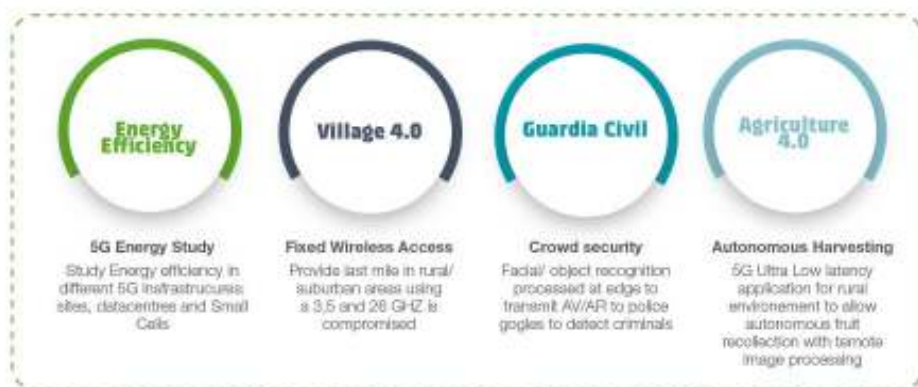 Energy
Efficiency
Village 4.0
Guardia Civil
Agriculture
4.0
5G Energy Study
Study Energy efficiency in
different 5G insfrastrucures:
sites, datacentres and Small
Cells
Fixed Wireless Access
Provide last mile in rural/
suburban areas using
s 3,5 and 26 GHZ is
compromised
Crowd security
Facial/ object recognition
processed at edge to
transmit AV/AR to police
gogles to detect criminals
Autonomous Harvesting
5G Ultra Low latency
application for rural
environement to allow
autonomous fruit
recollection with
image processing